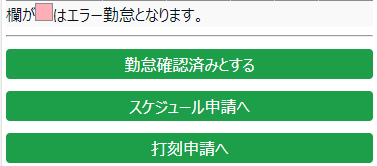 欄がはエラー勤怠となります。
勤怠確認済みとする
スケジュール申請へ
打刻申請へ